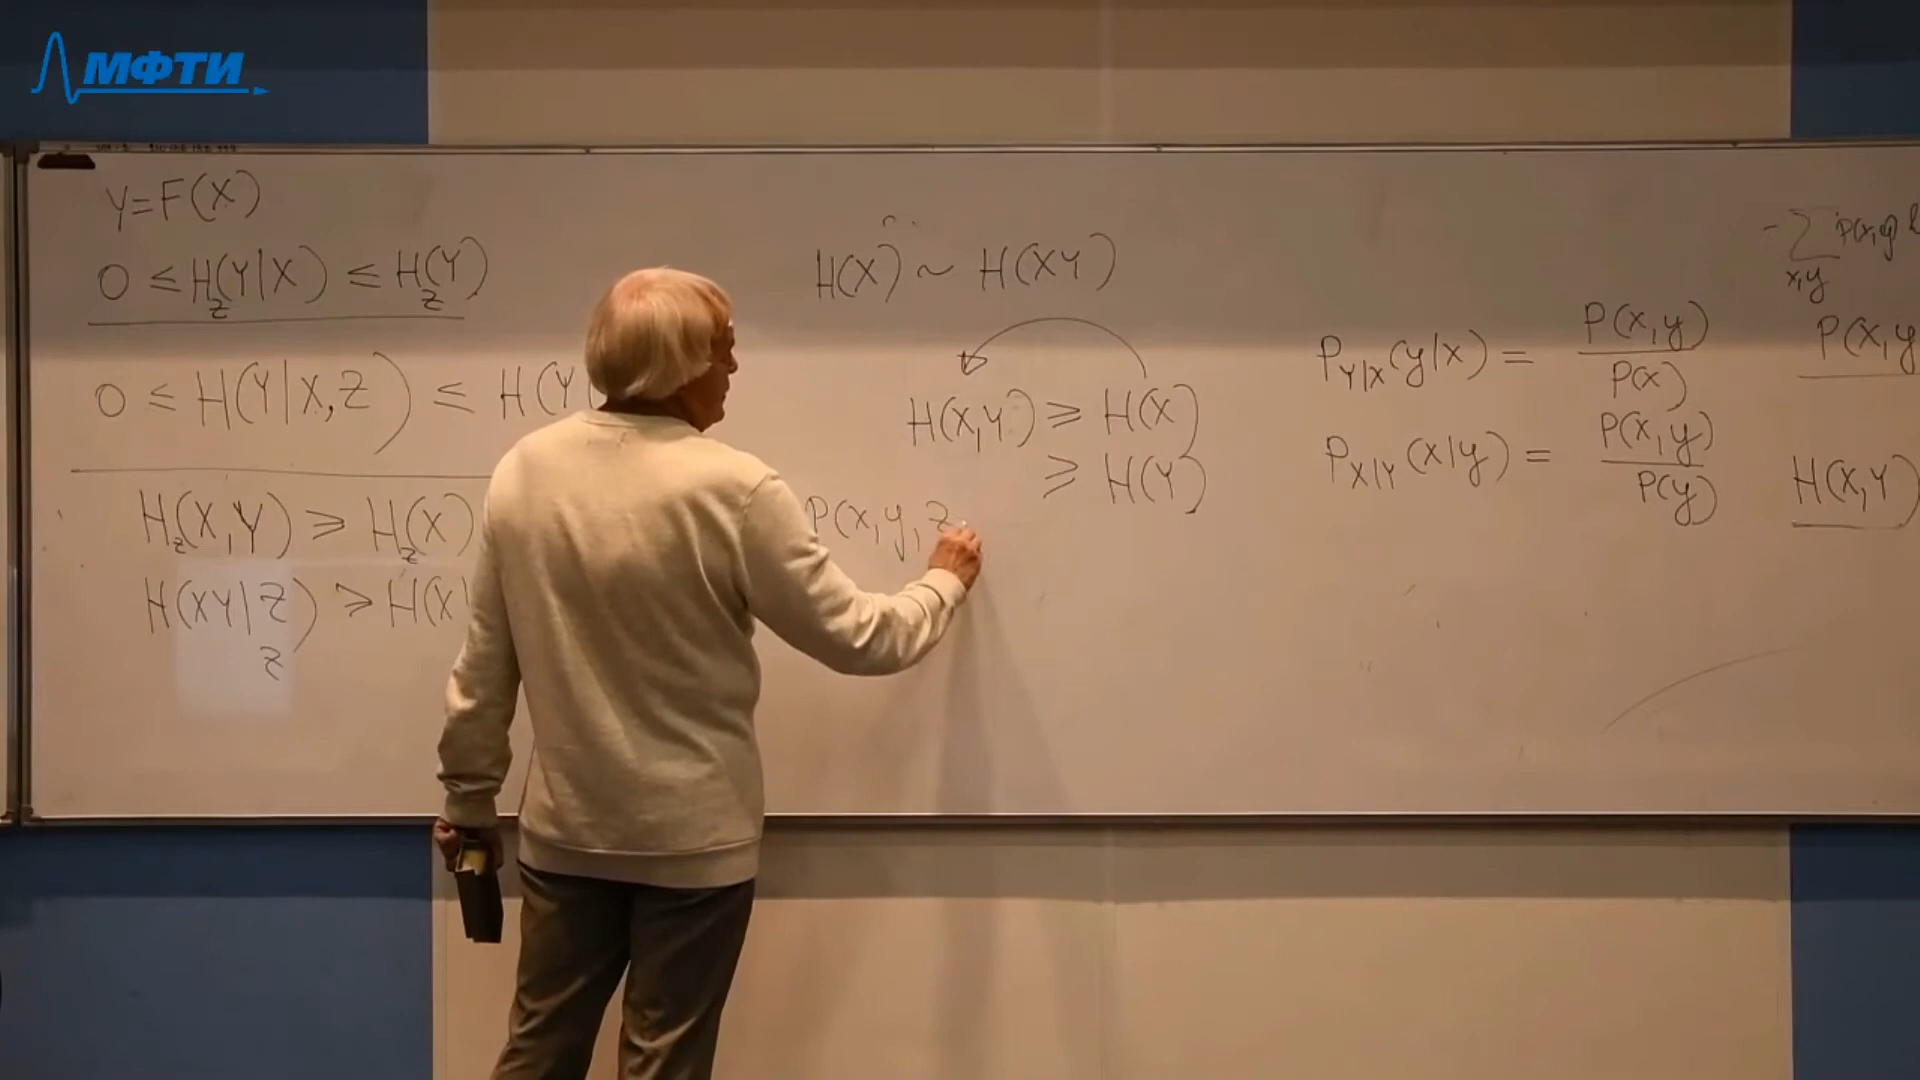 МФТИ
Y=F(X)
0 ≤ H_z(Y|X) ≤ H_z(Y)
0 ≤ H(Y|X,Z) ≤ H(Y|
H_z(X,Y) ≥ H_z(X)
H(XY|Z) ≥ H(X|
z
H(X) ~ H(XY)
H(X,Y) ≥ H(X)
≥ H(Y)
P(x,y,z
P_{Y|X}(y|x) = P(x,y) / P(x)
P_{X|Y}(x|y) = P(x,y) / P(y)
-∑_{x,y} P(x,y)
P(x,y
H(X,Y)